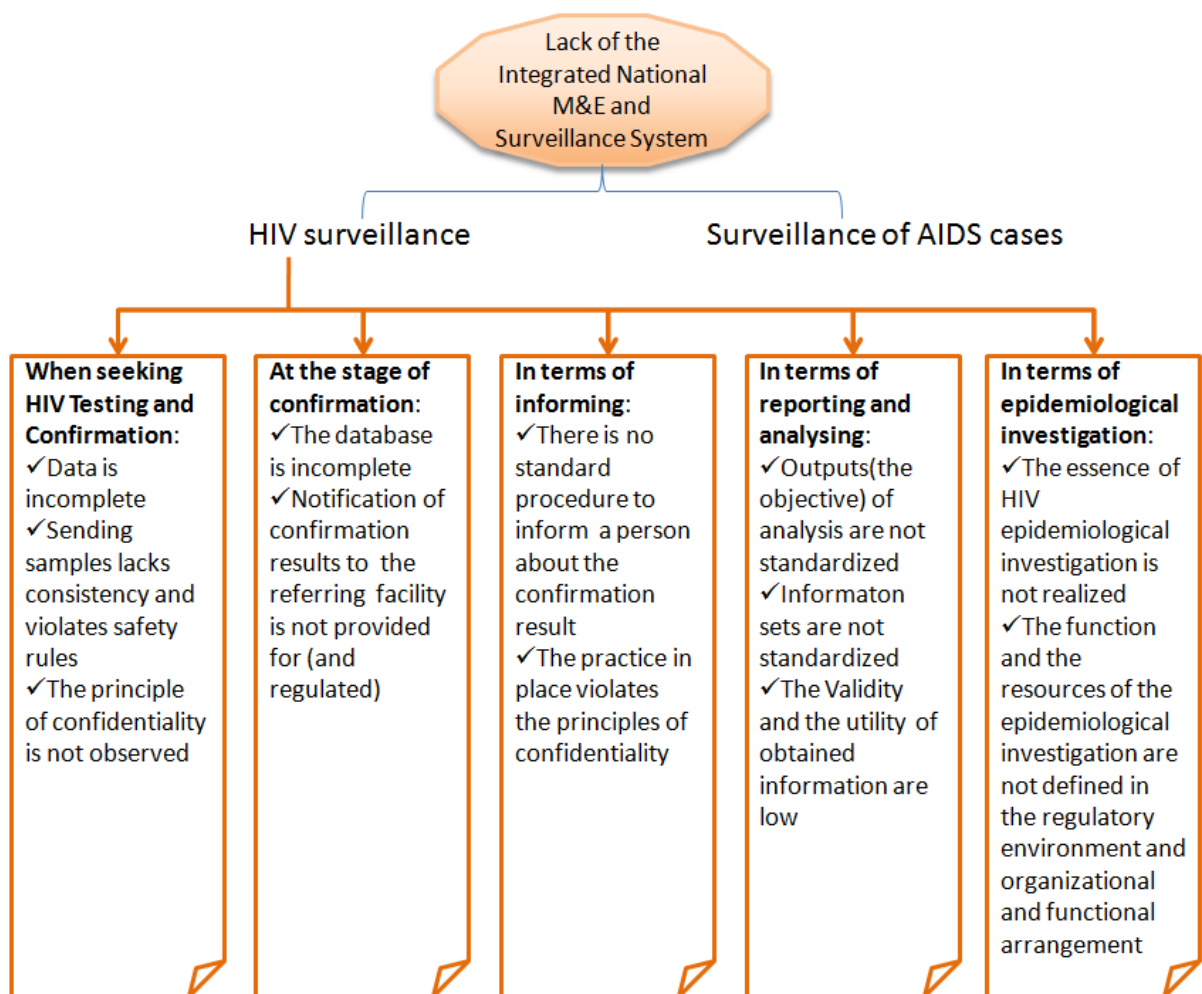 Lack of the
Integrated National
M&E and
Surveillance System
HIV surveillance
Surveillance of AIDS cases
When seeking
HIV Testing and
Confirmation:
✓Data is
incomplete
✓Sending
samples lacks
consistency and
violates safety
rules
✓The principle
of confidentiality
is not observed
At the stage of
confirmation:
✓The database
is incomplete
✓Notification of
confirmation
results to the
referring facility
is not provided
for (and
regulated)
In terms of
informing:
✓There is no
standard
procedure to
inform a person
about the
confirmation
result
✓The practice in
place violates
the principles of
confidentiality
In terms of
reporting and
analysing:
✓Outputs(the
objective) of
analysis are not
standardized
✓Informaton
sets are not
standardized
✓The Validity
and the utility of
obtained
information are
low
In terms of
epidemiological
investigation:
✓The essence of
HIV
epidemiological
investigation is
not realized
✓The function
and the
resources of the
epidemiological
investigation are
not defined in
the regulatory
environment and
organizational
and functional
arrangement